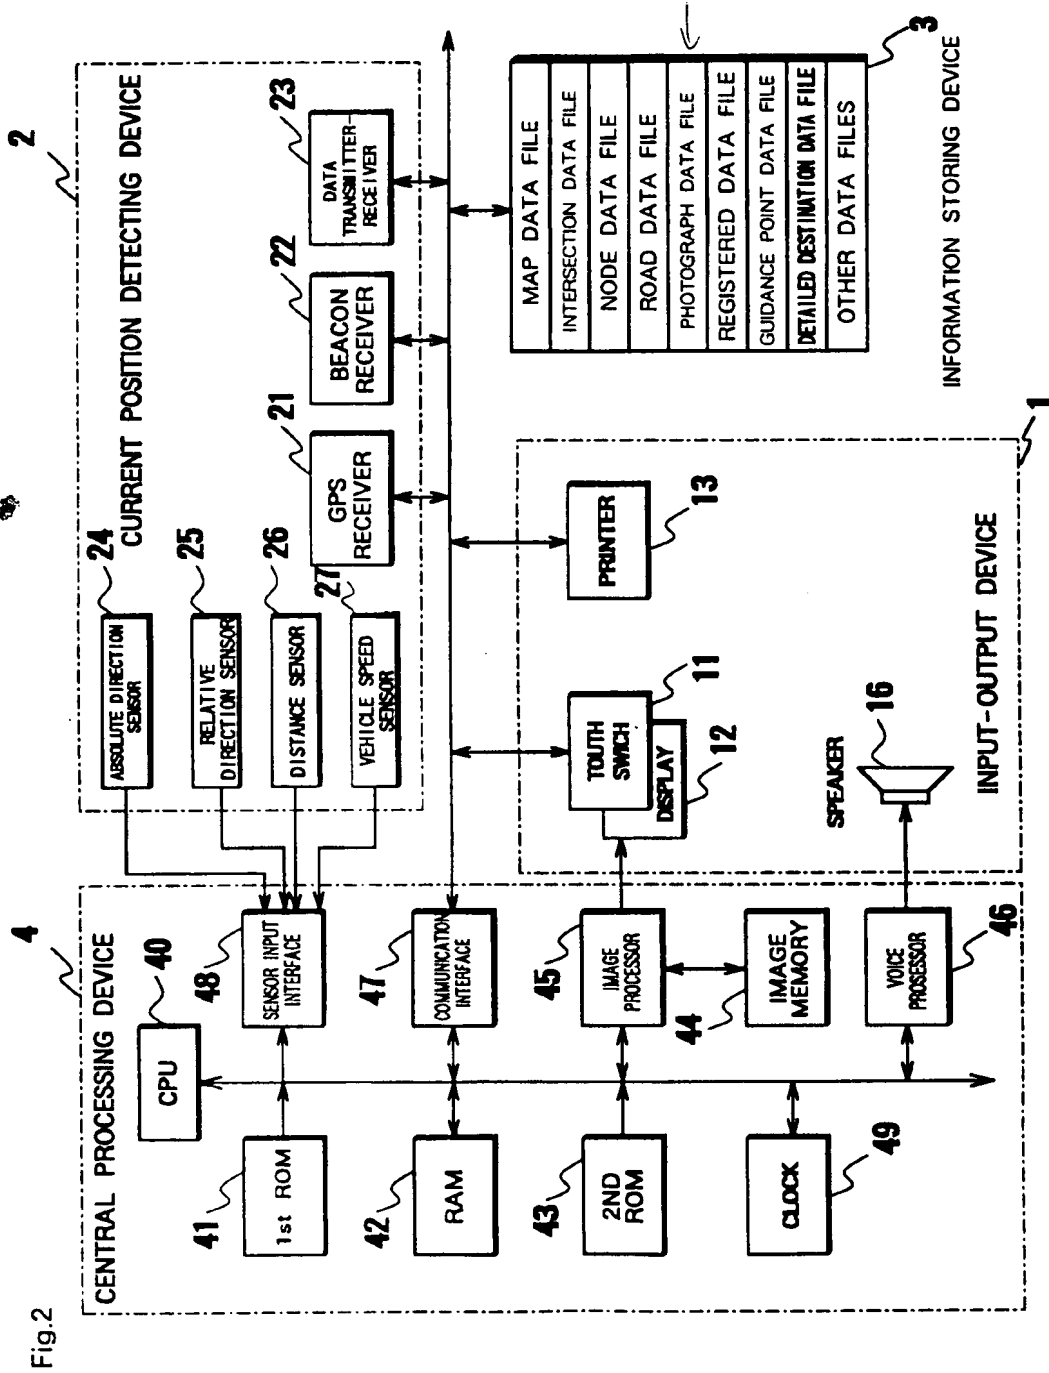 Fig.2
CENTRAL PROCESSING DEVICE
4
CPU
40
41
1st ROM
42
RAM
43
2ND
ROM
CLOCK
49
48
SENSOR INPUT
INTERFACE
47
COMMUNICATION
INTERFACE
45
IMAGE
PROCESSOR
44
IMAGE
MEMORY
VOICE
PROSESSOR
46
CURRENT POSITION DETECTING DEVICE
2
24
ABSOLUTE DIRECTION
SENSOR
25
RELATIVE
DIRECTION SENSOR
26
DISTANCE SENSOR
27
VEHICLE SPEED
SENSOR
21
GPS
RECEIVER
22
BEACON
RECEIVER
23
DATA
TRANSMITTER-
RECEIVER
TOUTH
SWICH
11
DISPLAY
12
PRINTER
13
SPEAKER
16
INPUT-OUTPUT DEVICE
1
MAP DATA FILE
INTERSECTION DATA FILE
NODE DATA FILE
ROAD DATA FILE
PHOTOGRAPH DATA FILE
REGISTERED DATA FILE
GUIDANCE POINT DATA FILE
DETAILED DESTINATION DATA FILE
OTHER DATA FILES
3
INFORMATION STORING DEVICE